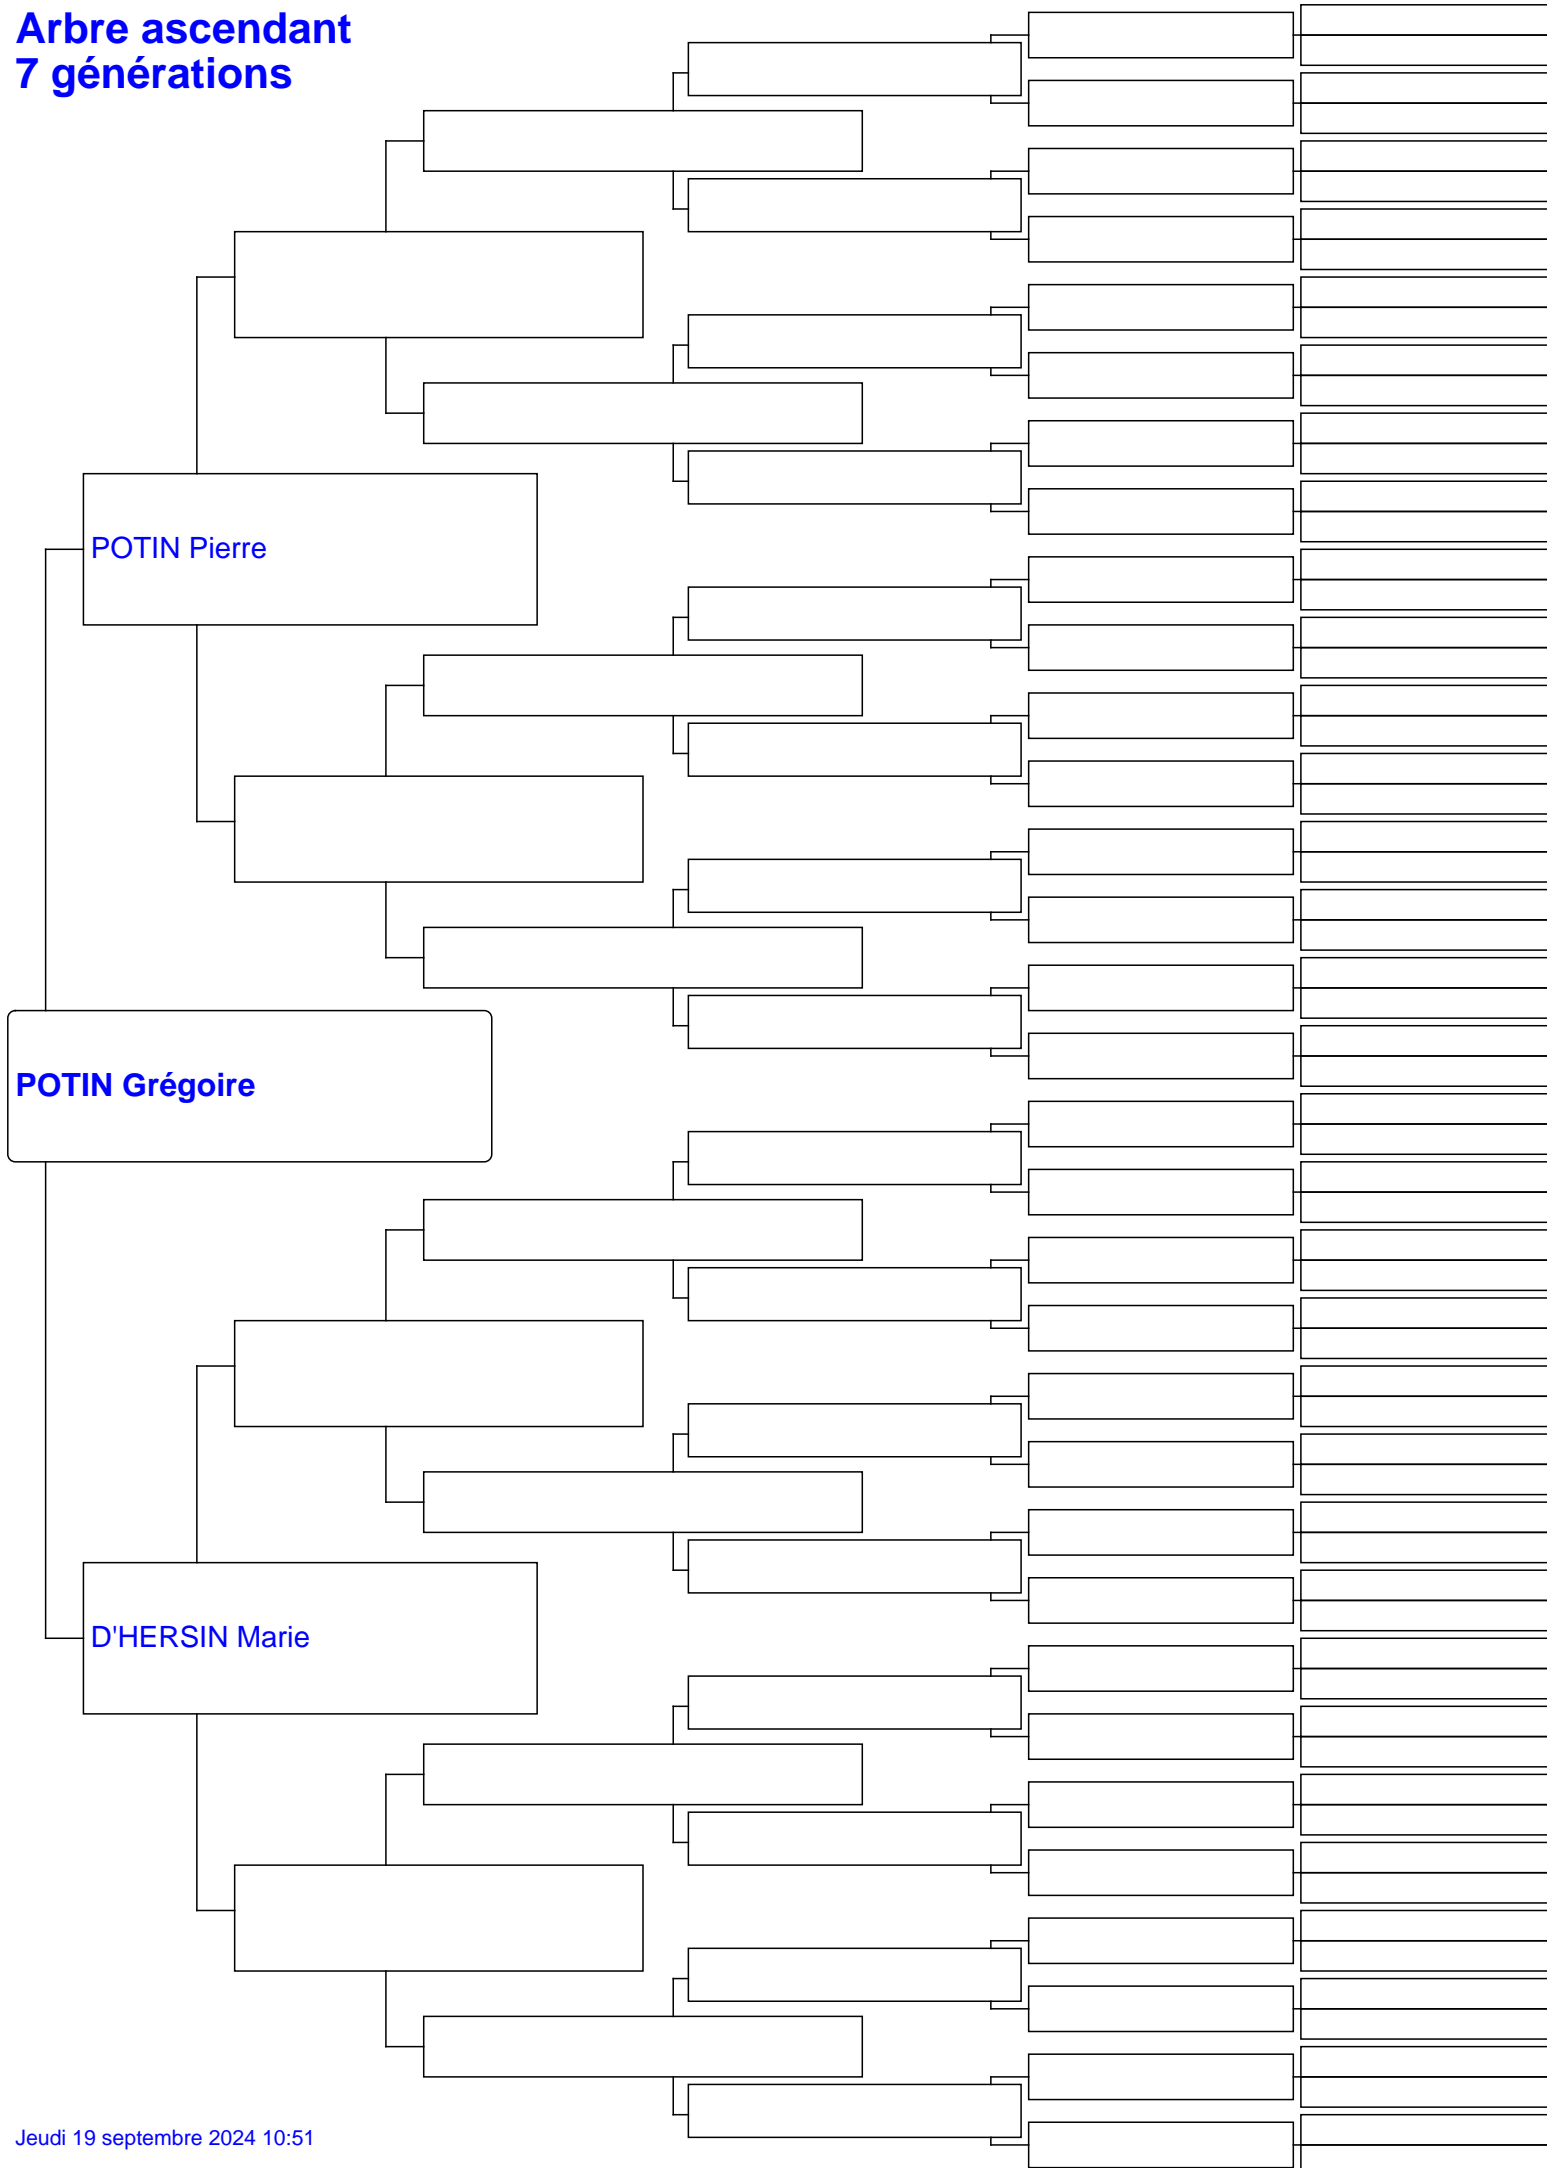 Arbre ascendant
7 générations
POTIN Pierre
POTIN Grégoire
D'HERSIN Marie
Jeudi 19 septembre 2024 10:51